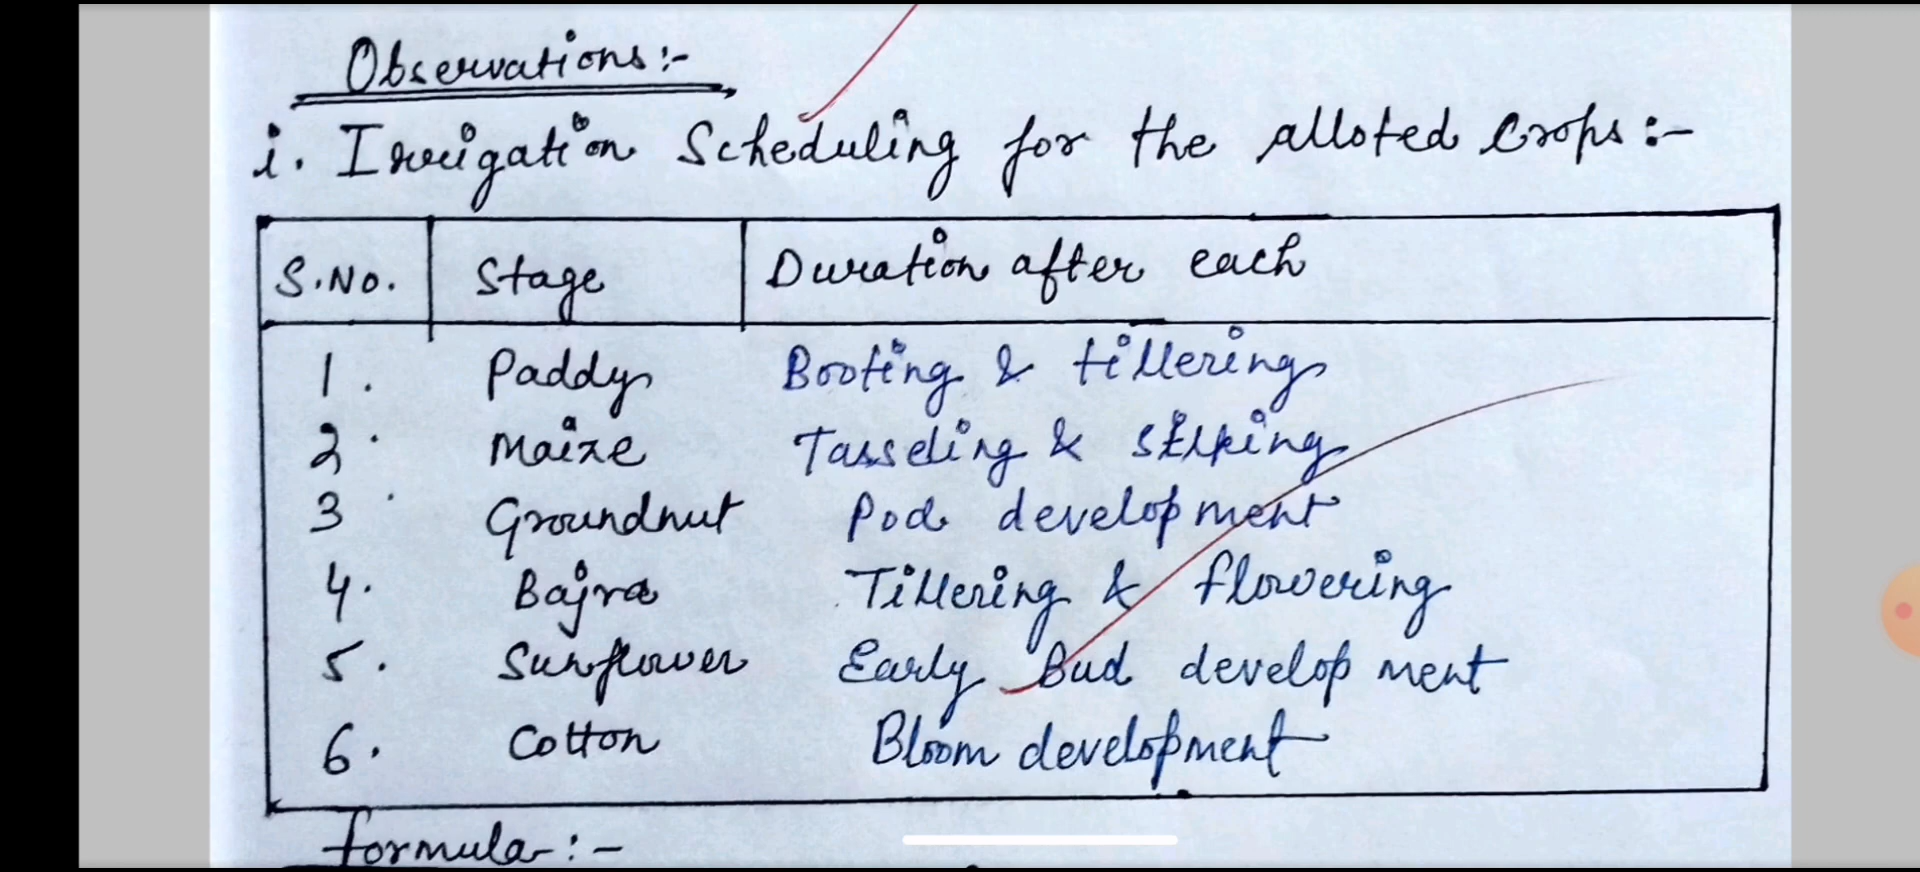 Observations:-
i. Irrigation Scheduling for the alloted Crops:-
S.No. Stage Duration after each
1. Paddy Booting & tillering
2. Maize Tasseling & silking
3. Groundnut Pod development
4. Bajra Tillering & flowering
5. Sunflower Early Bud development
6. Cotton Bloom development
formula:-